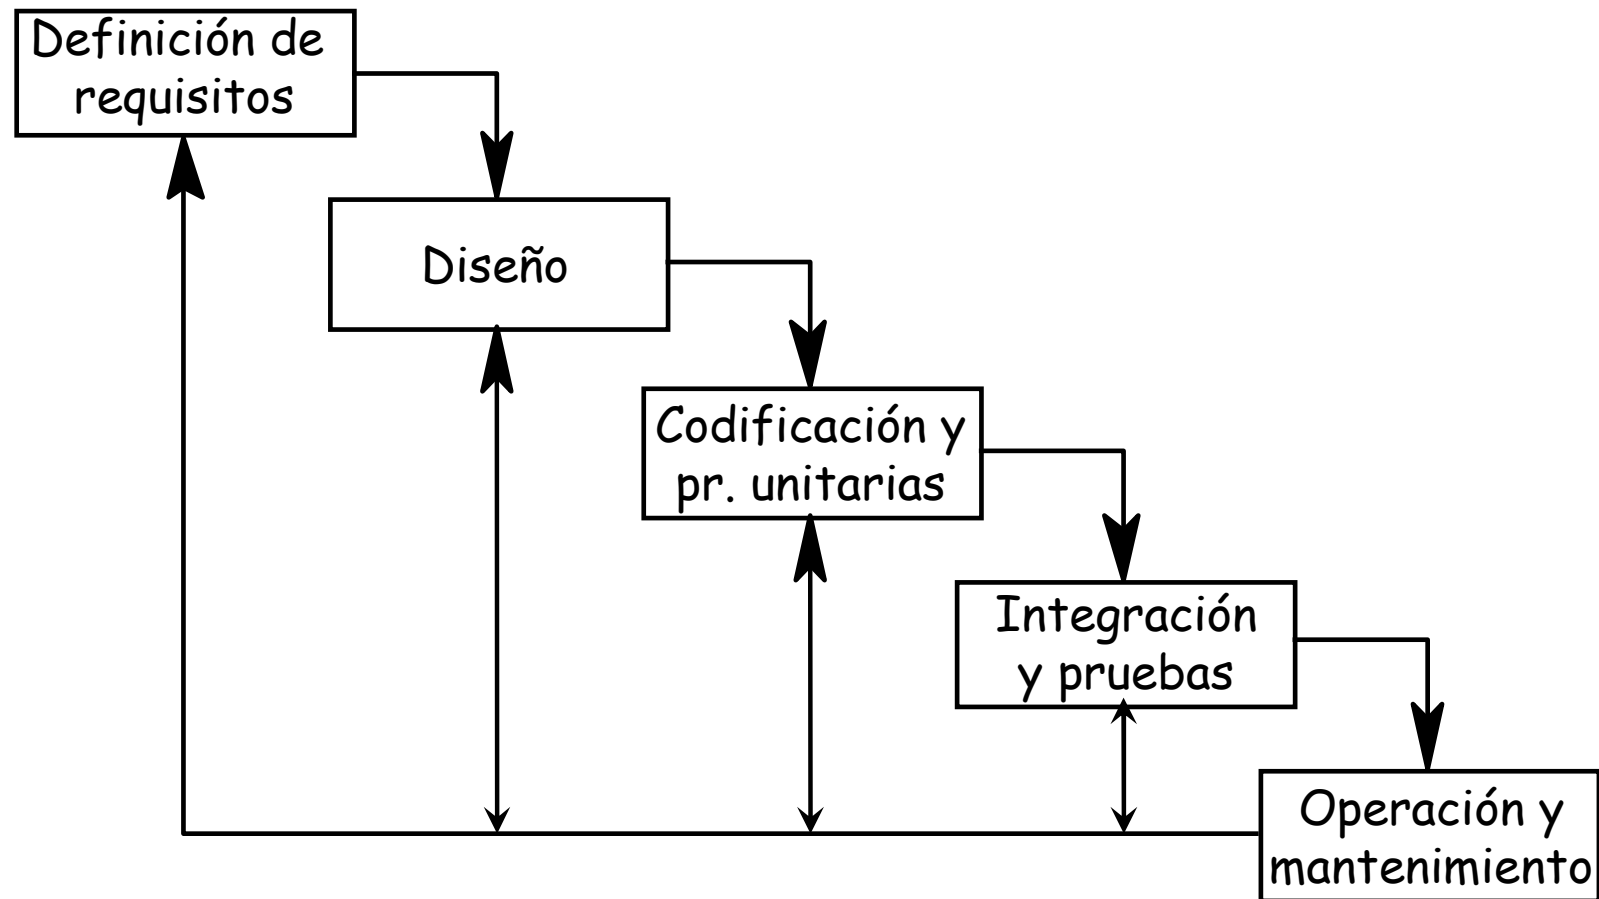 Definición de
requisitos
Diseño
Codificación y
pr. unitarias
Integración
y pruebas
Operación y
mantenimiento